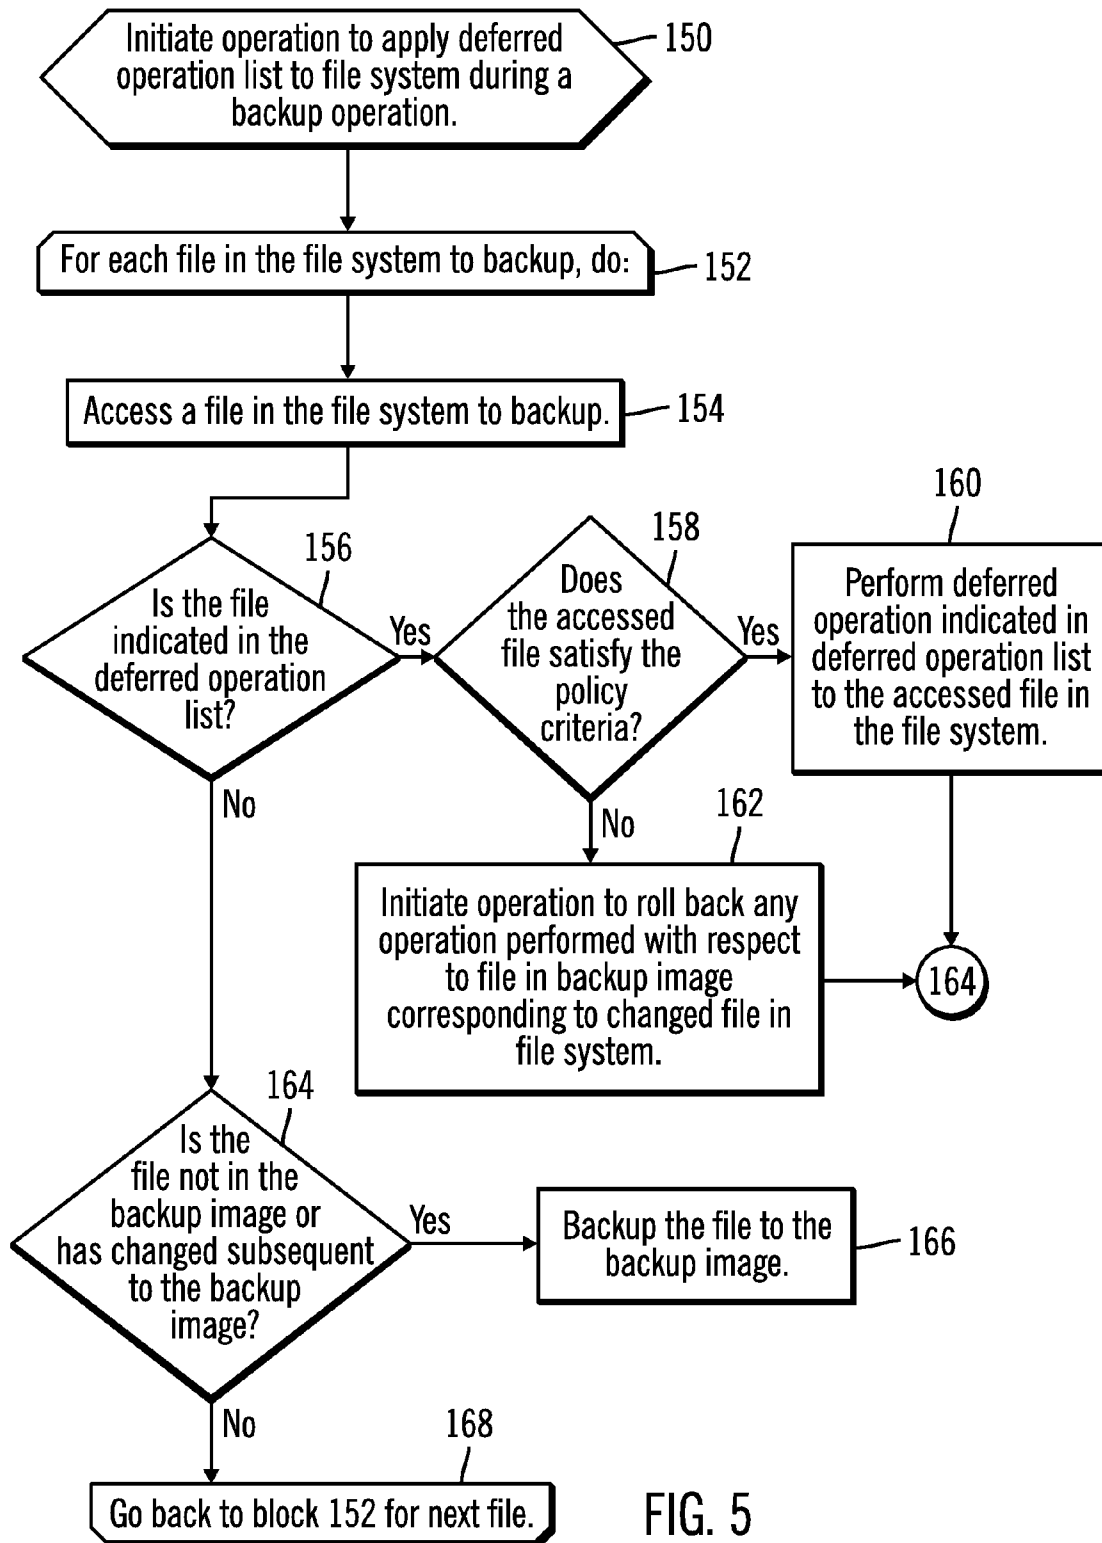 Initiate operation to apply deferred
operation list to file system during a
backup operation.
150
For each file in the file system to backup, do:
152
Access a file in the file system to backup.
154
156
Is the file
indicated in the
deferred operation
list?
Yes
No
158
Does
the accessed
file satisfy the
policy
criteria?
Yes
No
160
Perform deferred
operation indicated in
deferred operation list
to the accessed file in
the file system.
162
Initiate operation to roll back any
operation performed with respect
to file in backup image
corresponding to changed file in
file system.
164
164
Is the
file not in the
backup image or
has changed subsequent
to the backup
image?
Yes
No
Backup the file to the
backup image.
166
168
Go back to block 152 for next file.
FIG. 5